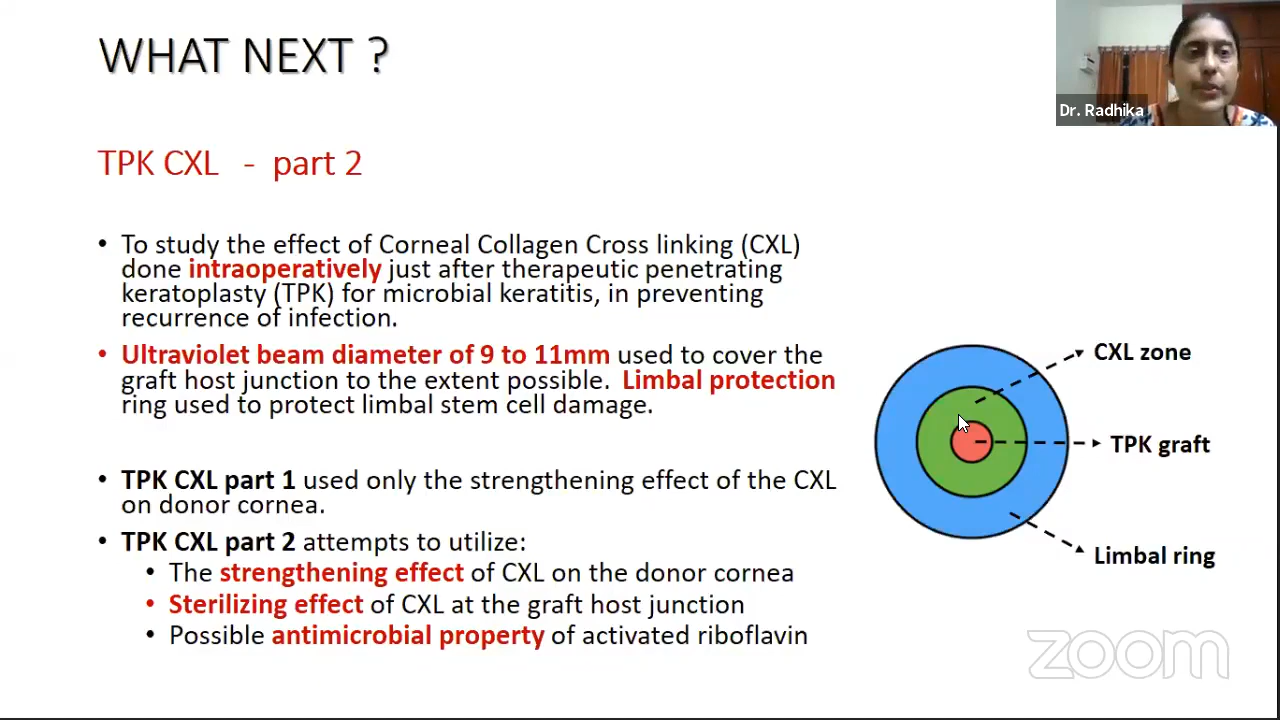 WHAT NEXT ?
Dr. Radhika
TPK CXL - part 2
• To study the effect of Corneal Collagen Cross linking (CXL)
done intraoperatively just after therapeutic penetrating
keratoplasty (TPK) for microbial keratitis, in preventing
recurrence of infection.
• Ultraviolet beam diameter of 9 to 11mm used to cover the
graft host junction to the extent possible. Limbal protection
ring used to protect limbal stem cell damage.
• TPK CXL part 1 used only the strengthening effect of the CXL
on donor cornea.
• TPK CXL part 2 attempts to utilize:
• The strengthening effect of CXL on the donor cornea
• Sterilizing effect of CXL at the graft host junction
• Possible antimicrobial property of activated riboflavin
CXL zone
TPK graft
Limbal ring
zoom